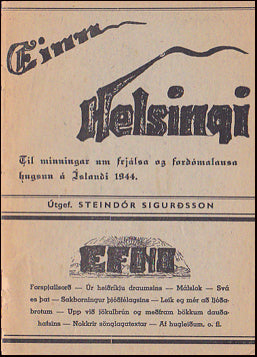 Einn
Helsingi
Til minningar um frjálsa og fordómalausa
hugsun á Íslandi 1944.
Útgef. STEINDÓR SIGURÐSSON
EFNI
Forspjallsorð — Úr heiðríkju draumsins — Málslok — Svá
es þat — Sakborningur þjóðfélagsins — Leik eg mér að ljóða-
brotum — Upp við jökulbrún og meðfram bökkum dauða-
hafsins — Nokkrir sönglagatextar — Af hugleiðum, o. fl.